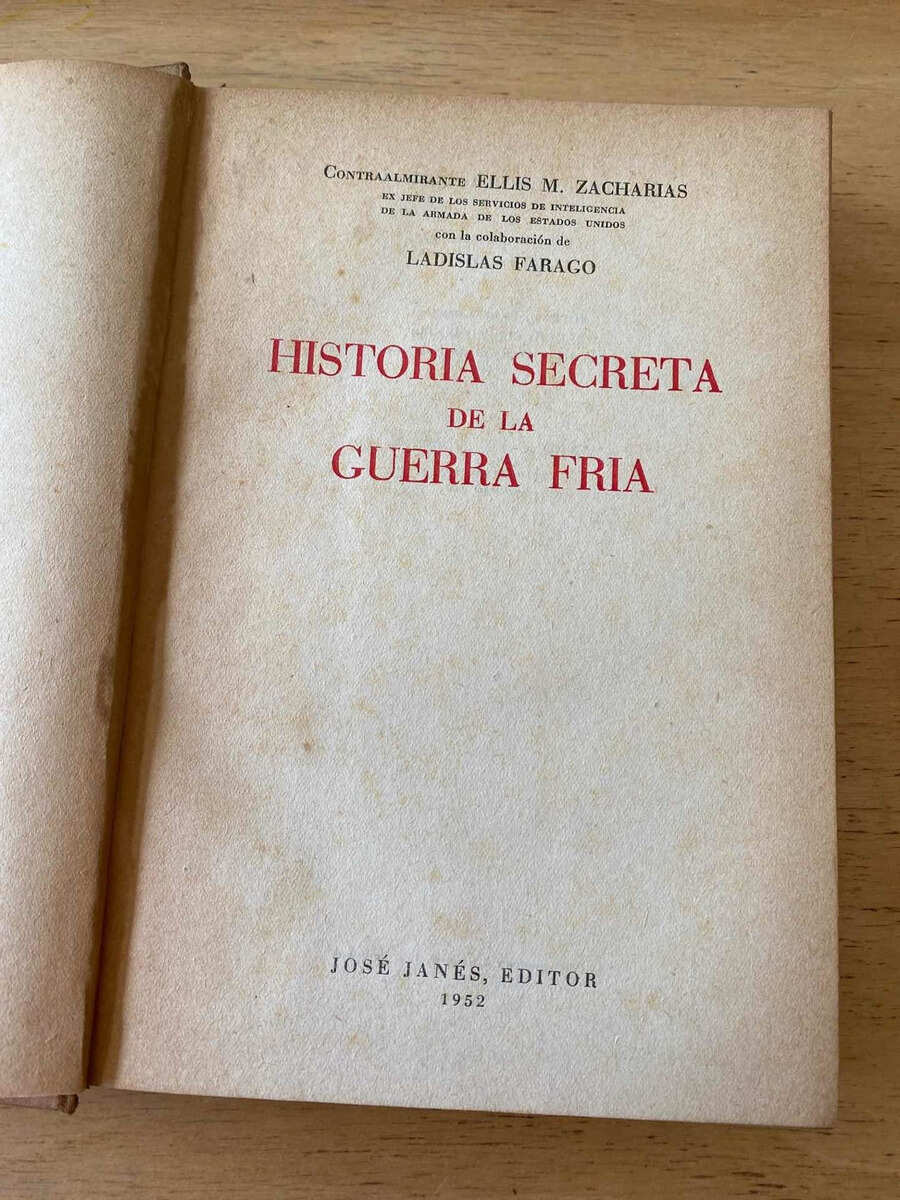 CONTRAALMIRANTE ELLIS M. ZACHARIAS
EX JEFE DE LOS SERVICIOS DE INTELIGENCIA
DE LA ARMADA DE LOS ESTADOS UNIDOS
con la colaboración de
LADISLAS FARAGO
HISTORIA SECRETA
DE LA
GUERRA FRIA
JOSÉ JANÉS, EDITOR
1952